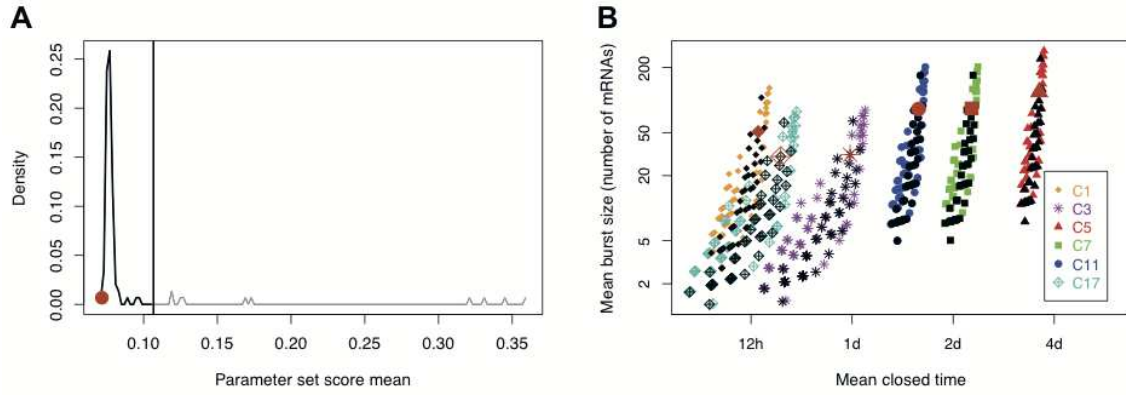 A
Density
0.25
0.20
0.15
0.10
0.05
0.00
0.10
0.15
0.20
0.25
0.30
0.35
Parameter set score mean
B
Mean burst size (number of mRNAs)
200
50
20
5
2
12h
1d
2d
4d
Mean closed time
C1
C3
C5
C7
C11
C17